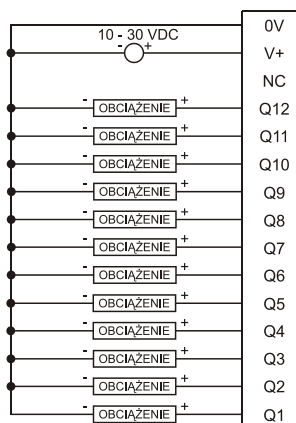 0V
10 - 30 VDC
- + V+
NC
- OBCIĄŻENIE + Q12
- OBCIĄŻENIE + Q11
- OBCIĄŻENIE + Q10
- OBCIĄŻENIE + Q9
- OBCIĄŻENIE + Q8
- OBCIĄŻENIE + Q7
- OBCIĄŻENIE + Q6
- OBCIĄŻENIE + Q5
- OBCIĄŻENIE + Q4
- OBCIĄŻENIE + Q3
- OBCIĄŻENIE + Q2
- OBCIĄŻENIE + Q1